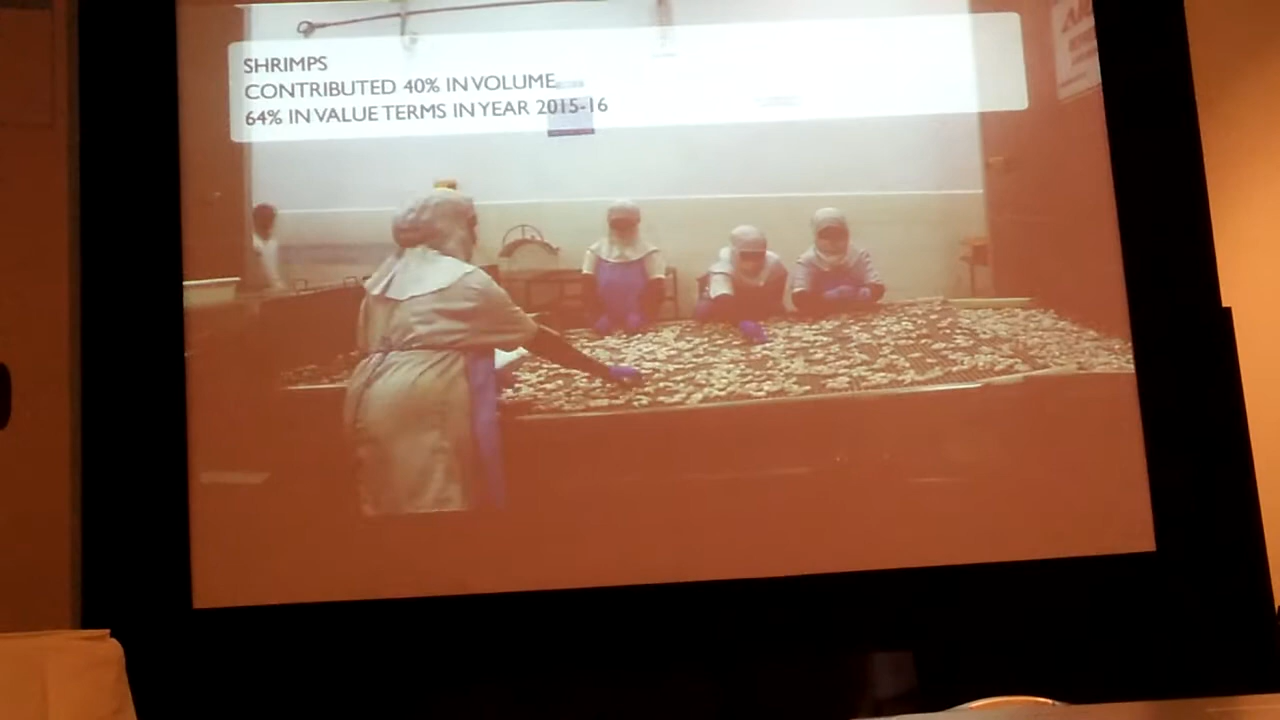 SHRIMPS
CONTRIBUTED 40% IN VOLUME
64% IN VALUE TERMS IN YEAR 2015-16